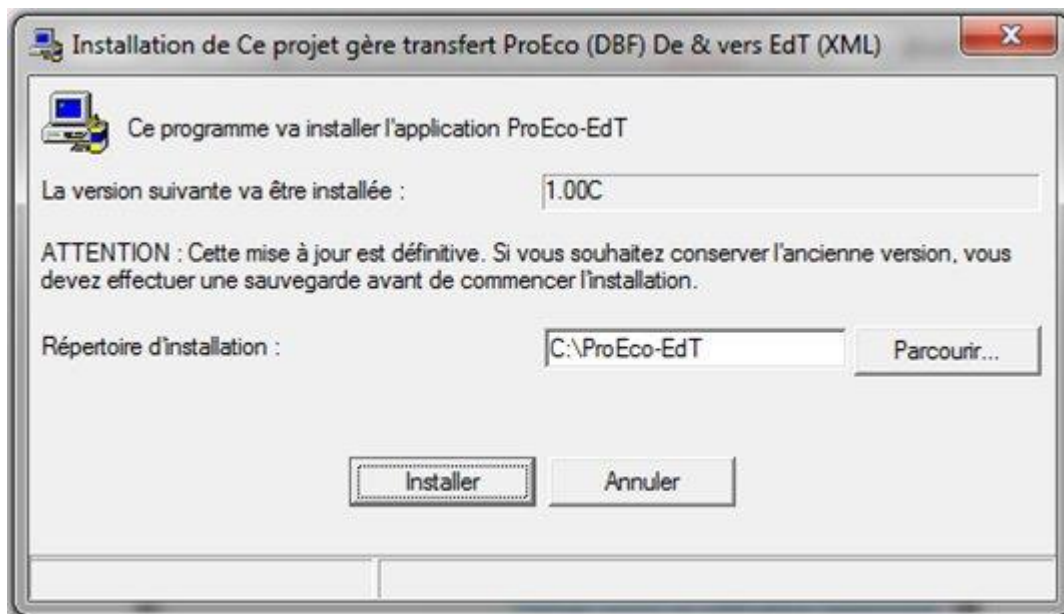 Installation de Ce projet gère transfert ProEco (DBF) De & vers EdT (XML)
Ce programme va installer l'application ProEco-EdT
La version suivante va être installée :
1.00C
ATTENTION : Cette mise à jour est définitive. Si vous souhaitez conserver l'ancienne version, vous
devez effectuer une sauvegarde avant de commencer l'installation.
Répertoire d'installation :
C:\ProEco-EdT
Parcourir...
Installer
Annuler